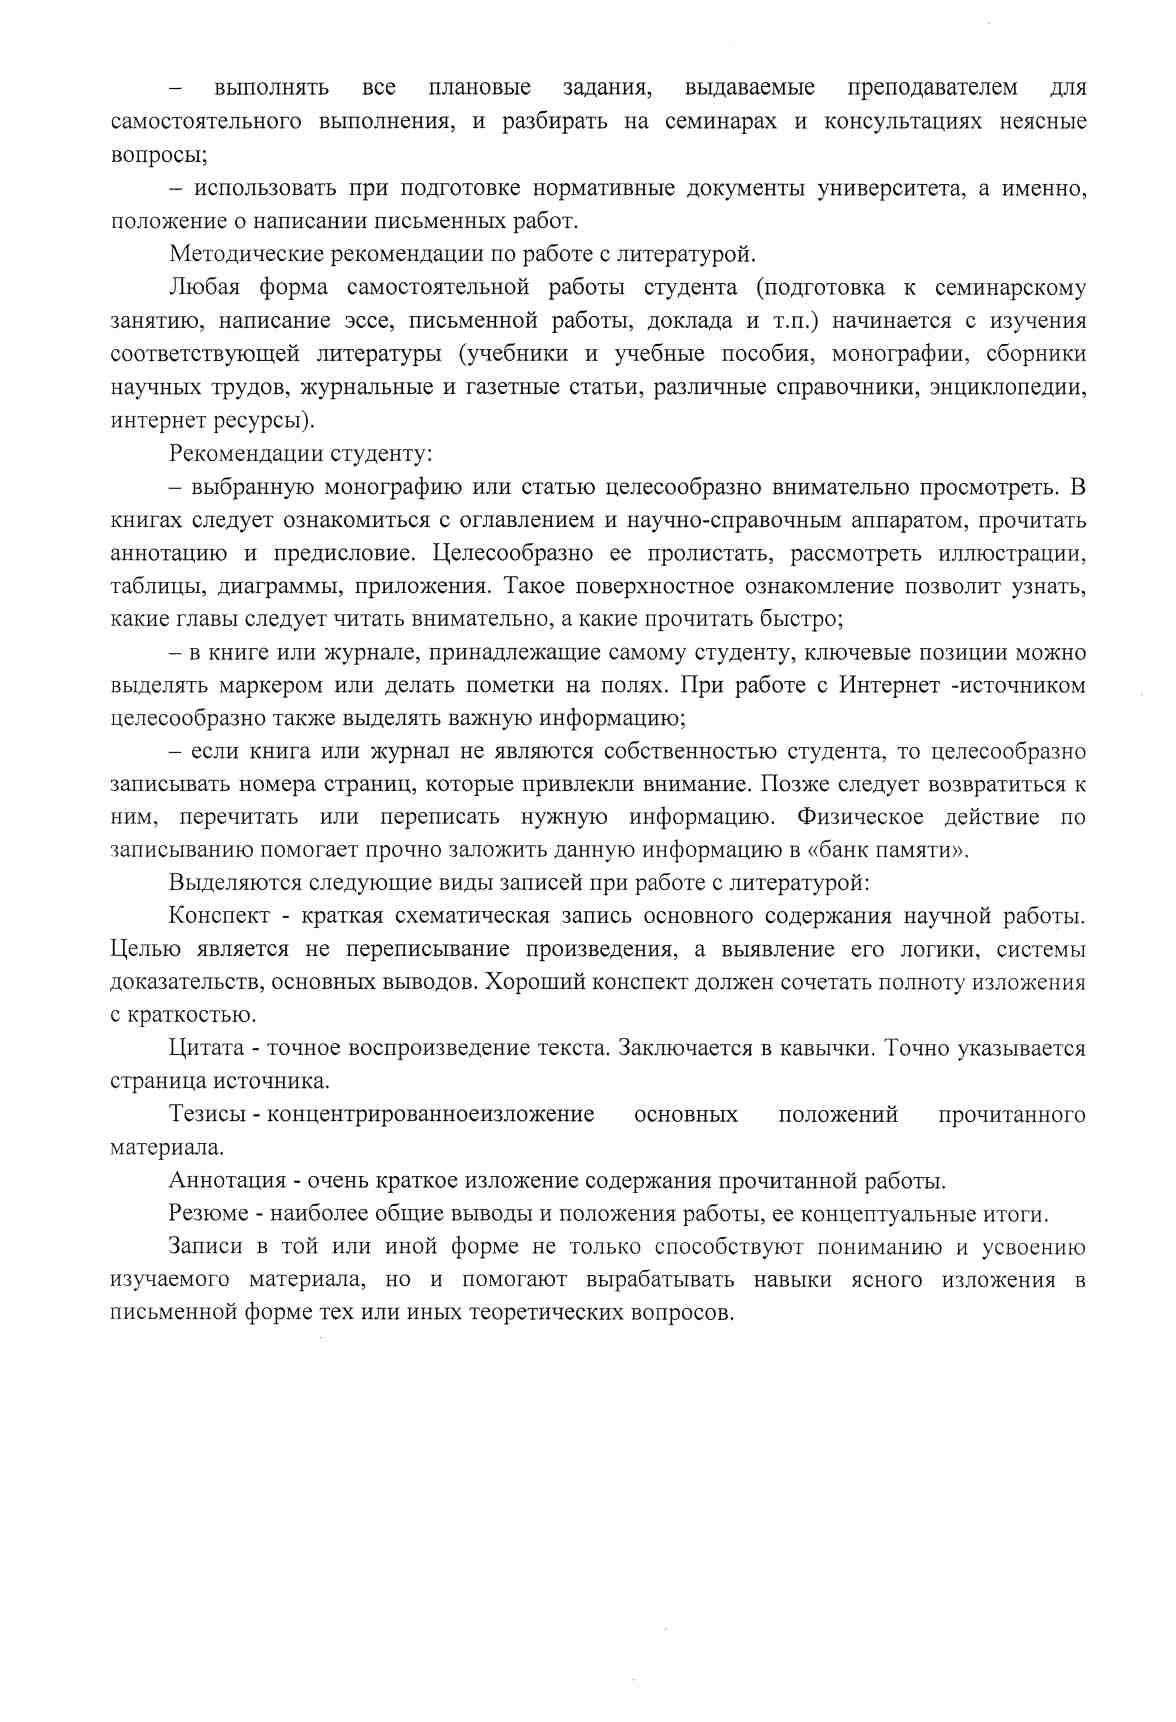 – выполнять все плановые задания, выдаваемые преподавателем для
самостоятельного выполнения, и разбирать на семинарах и консультациях неясные
вопросы;
– использовать при подготовке нормативные документы университета, а именно,
положение о написании письменных работ.
Методические рекомендации по работе с литературой.
Любая форма самостоятельной работы студента (подготовка к семинарскому
занятию, написание эссе, письменной работы, доклада и т.п.) начинается с изучения
соответствующей литературы (учебники и учебные пособия, монографии, сборники
научных трудов, журнальные и газетные статьи, различные справочники, энциклопедии,
интернет ресурсы).
Рекомендации студенту:
– выбранную монографию или статью целесообразно внимательно просмотреть. В
книгах следует ознакомиться с оглавлением и научно-справочным аппаратом, прочитать
аннотацию и предисловие. Целесообразно ее пролистать, рассмотреть иллюстрации,
таблицы, диаграммы, приложения. Такое поверхностное ознакомление позволит узнать,
какие главы следует читать внимательно, а какие прочитать быстро;
– в книге или журнале, принадлежащие самому студенту, ключевые позиции можно
выделять маркером или делать пометки на полях. При работе с Интернет -источником
целесообразно также выделять важную информацию;
– если книга или журнал не являются собственностью студента, то целесообразно
записывать номера страниц, которые привлекли внимание. Позже следует возвратиться к
ним, перечитать или переписать нужную информацию. Физическое действие по
записыванию помогает прочно заложить данную информацию в «банк памяти».
Выделяются следующие виды записей при работе с литературой:
Конспект - краткая схематическая запись основного содержания научной работы.
Целью является не переписывание произведения, а выявление его логики, системы
доказательств, основных выводов. Хороший конспект должен сочетать полноту изложения
с краткостью.
Цитата - точное воспроизведение текста. Заключается в кавычки. Точно указывается
страница источника.
Тезисы - концентрированноеизложение основных положений прочитанного
материала.
Аннотация - очень краткое изложение содержания прочитанной работы.
Резюме - наиболее общие выводы и положения работы, ее концептуальные итоги.
Записи в той или иной форме не только способствуют пониманию и усвоению
изучаемого материала, но и помогают вырабатывать навыки ясного изложения в
письменной форме тех или иных теоретических вопросов.